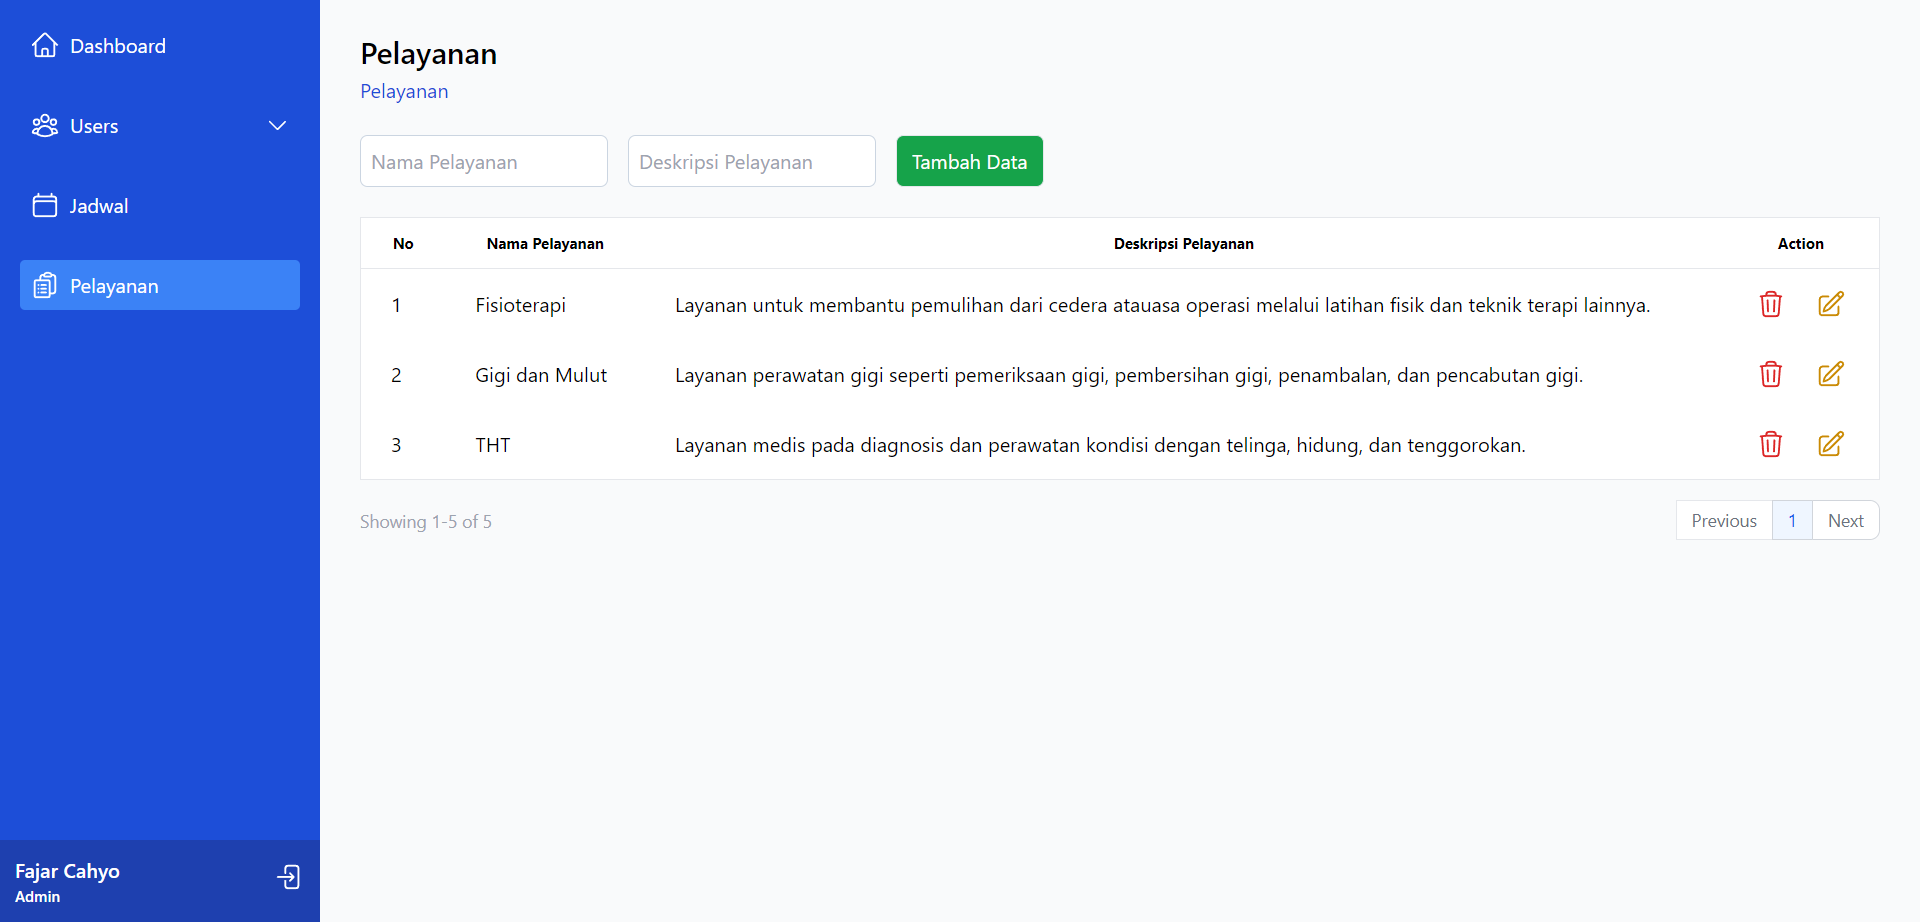 Dashboard
Users
Jadwal
Pelayanan
Fajar Cahyo
Admin
Pelayanan
Pelayanan
Nama Pelayanan
Deskripsi Pelayanan
Tambah Data
No Nama Pelayanan Deskripsi Pelayanan Action
1 Fisioterapi Layanan untuk membantu pemulihan dari cedera atauasa operasi melalui latihan fisik dan teknik terapi lainnya.
2 Gigi dan Mulut Layanan perawatan gigi seperti pemeriksaan gigi, pembersihan gigi, penambalan, dan pencabutan gigi.
3 THT Layanan medis pada diagnosis dan perawatan kondisi dengan telinga, hidung, dan tenggorokan.
Showing 1-5 of 5
Previous 1 Next